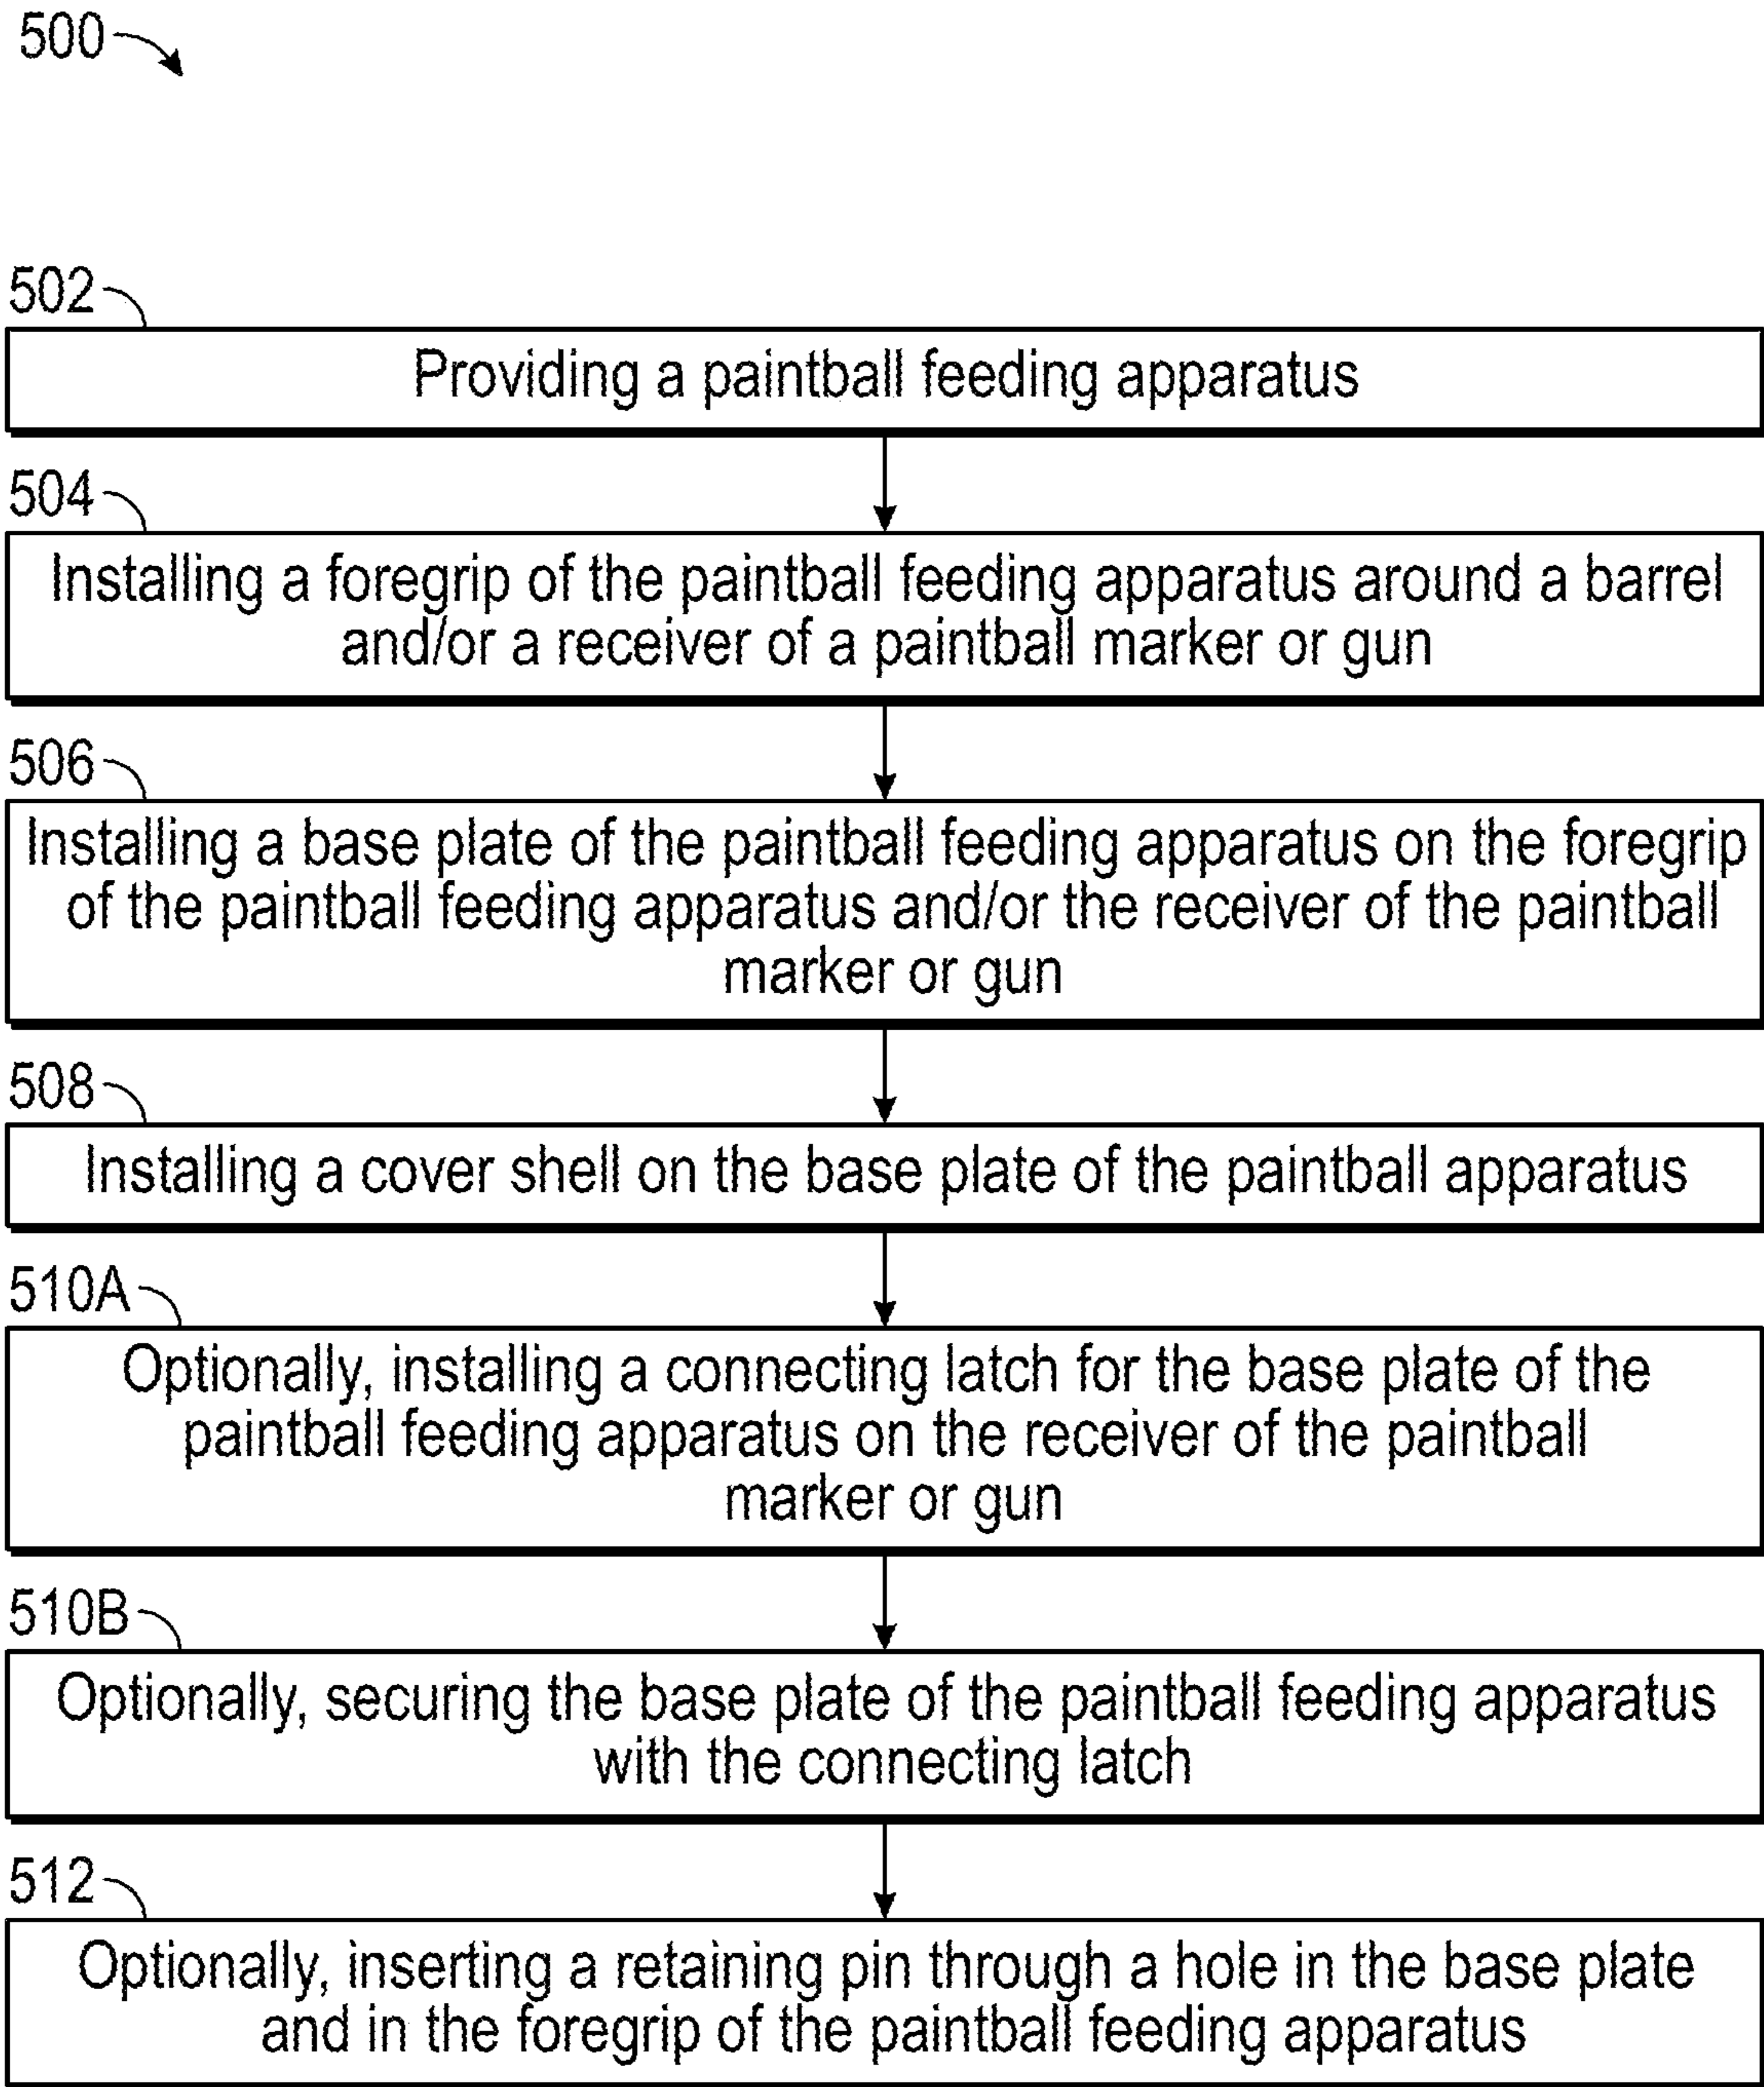 500
502
Providing a paintball feeding apparatus
504
Installing a foregrip of the paintball feeding apparatus around a barrel
and/or a receiver of a paintball marker or gun
506
Installing a base plate of the paintball feeding apparatus on the foregrip
of the paintball feeding apparatus and/or the receiver of the paintball
marker or gun
508
Installing a cover shell on the base plate of the paintball apparatus
510A
Optionally, installing a connecting latch for the base plate of the
paintball feeding apparatus on the receiver of the paintball
marker or gun
510B
Optionally, securing the base plate of the paintball feeding apparatus
with the connecting latch
512
Optionally, inserting a retaining pin through a hole in the base plate
and in the foregrip of the paintball feeding apparatus